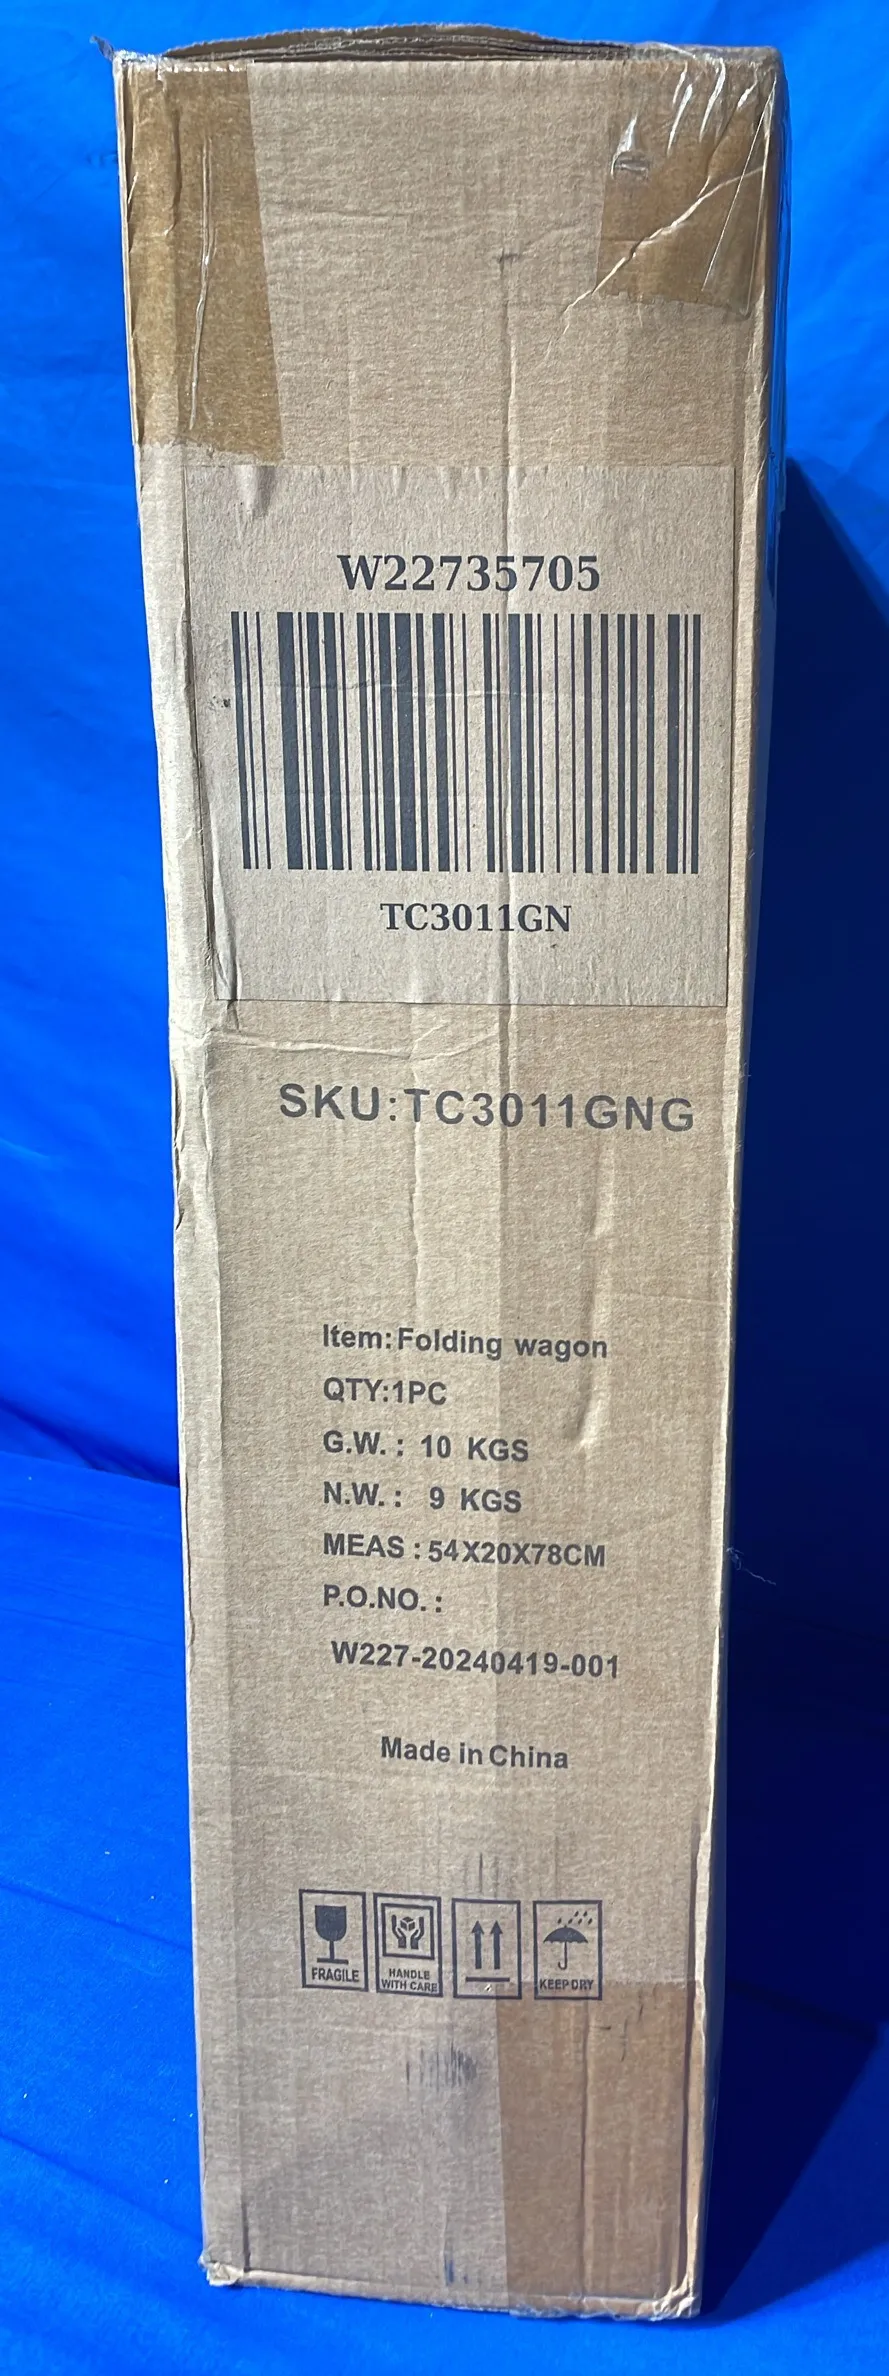 W22735705
TC3011GN
SKU:TC3011GNG
Item:Folding wagon
QTY:1PC
G.W.: 10 KGS
N.W.: 9 KGS
MEAS:54X20X78CM
P.O.NO.:
W227-20240419-001
Made in China
FRAGILE
HANDLE
WITH CARE
KEEP DRY